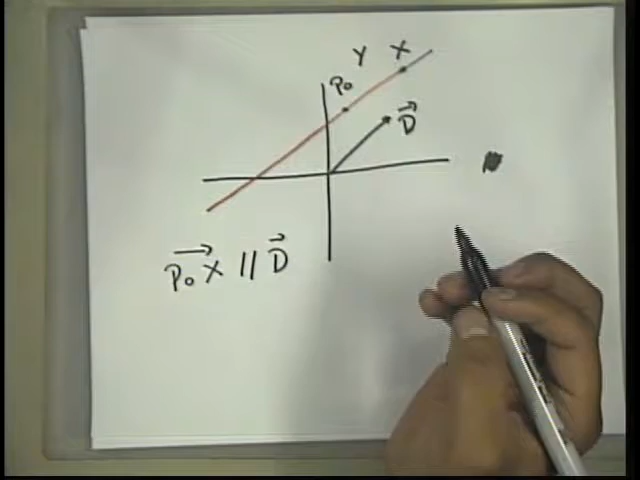 Y X
P₀
D⃗
P₀X⃗ || D⃗